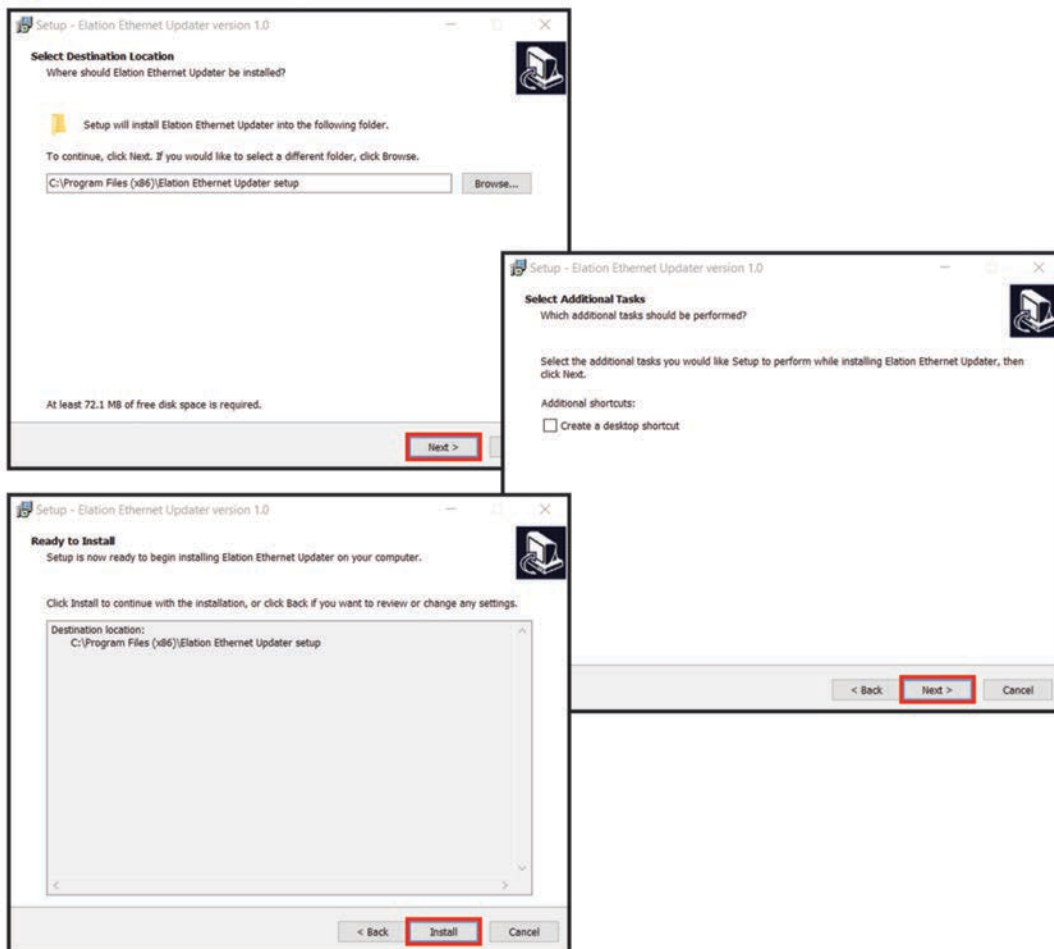 Setup - Elation Ethernet Updater version 1.0
Select Destination Location
Where should Elation Ethernet Updater be installed?
Setup will install Elation Ethernet Updater into the following folder.
To continue, click Next. If you would like to select a different folder, click Browse.
C:\Program Files (x86)\Elation Ethernet Updater setup
Browse...
At least 72.1 MB of free disk space is required.
Next >
Setup - Elation Ethernet Updater version 1.0
Select Additional Tasks
Which additional tasks should be performed?
Select the additional tasks you would like Setup to perform while installing Elation Ethernet Updater, then
click Next.
Additional shortcuts:
Create a desktop shortcut
< Back
Next >
Cancel
Setup - Elation Ethernet Updater version 1.0
Ready to Install
Setup is now ready to begin installing Elation Ethernet Updater on your computer.
Click Install to continue with the installation, or click Back if you want to review or change any settings.
Destination location:
C:\Program Files (x86)\Elation Ethernet Updater setup
< Back
Install
Cancel